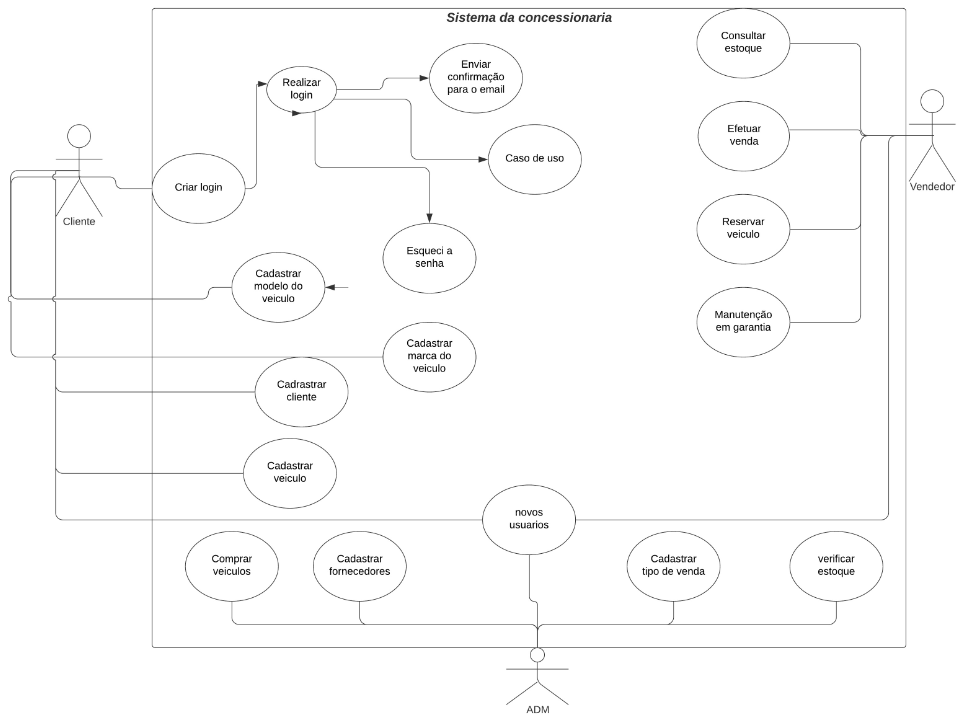 Sistema da concessionaria
Consultar
estoque
Enviar
confirmação
para o email
Realizar
login
Efetuar
venda
Caso de uso
Vendedor
Criar login
Cliente
Reservar
veiculo
Esqueci a
senha
Cadastrar
modelo do
veiculo
Manutenção
em garantia
Cadastrar
marca do
veiculo
Cadrastrar
cliente
Cadastrar
veiculo
novos
usuarios
Comprar
veiculos
Cadastrar
fornecedores
Cadastrar
tipo de venda
verificar
estoque
ADM